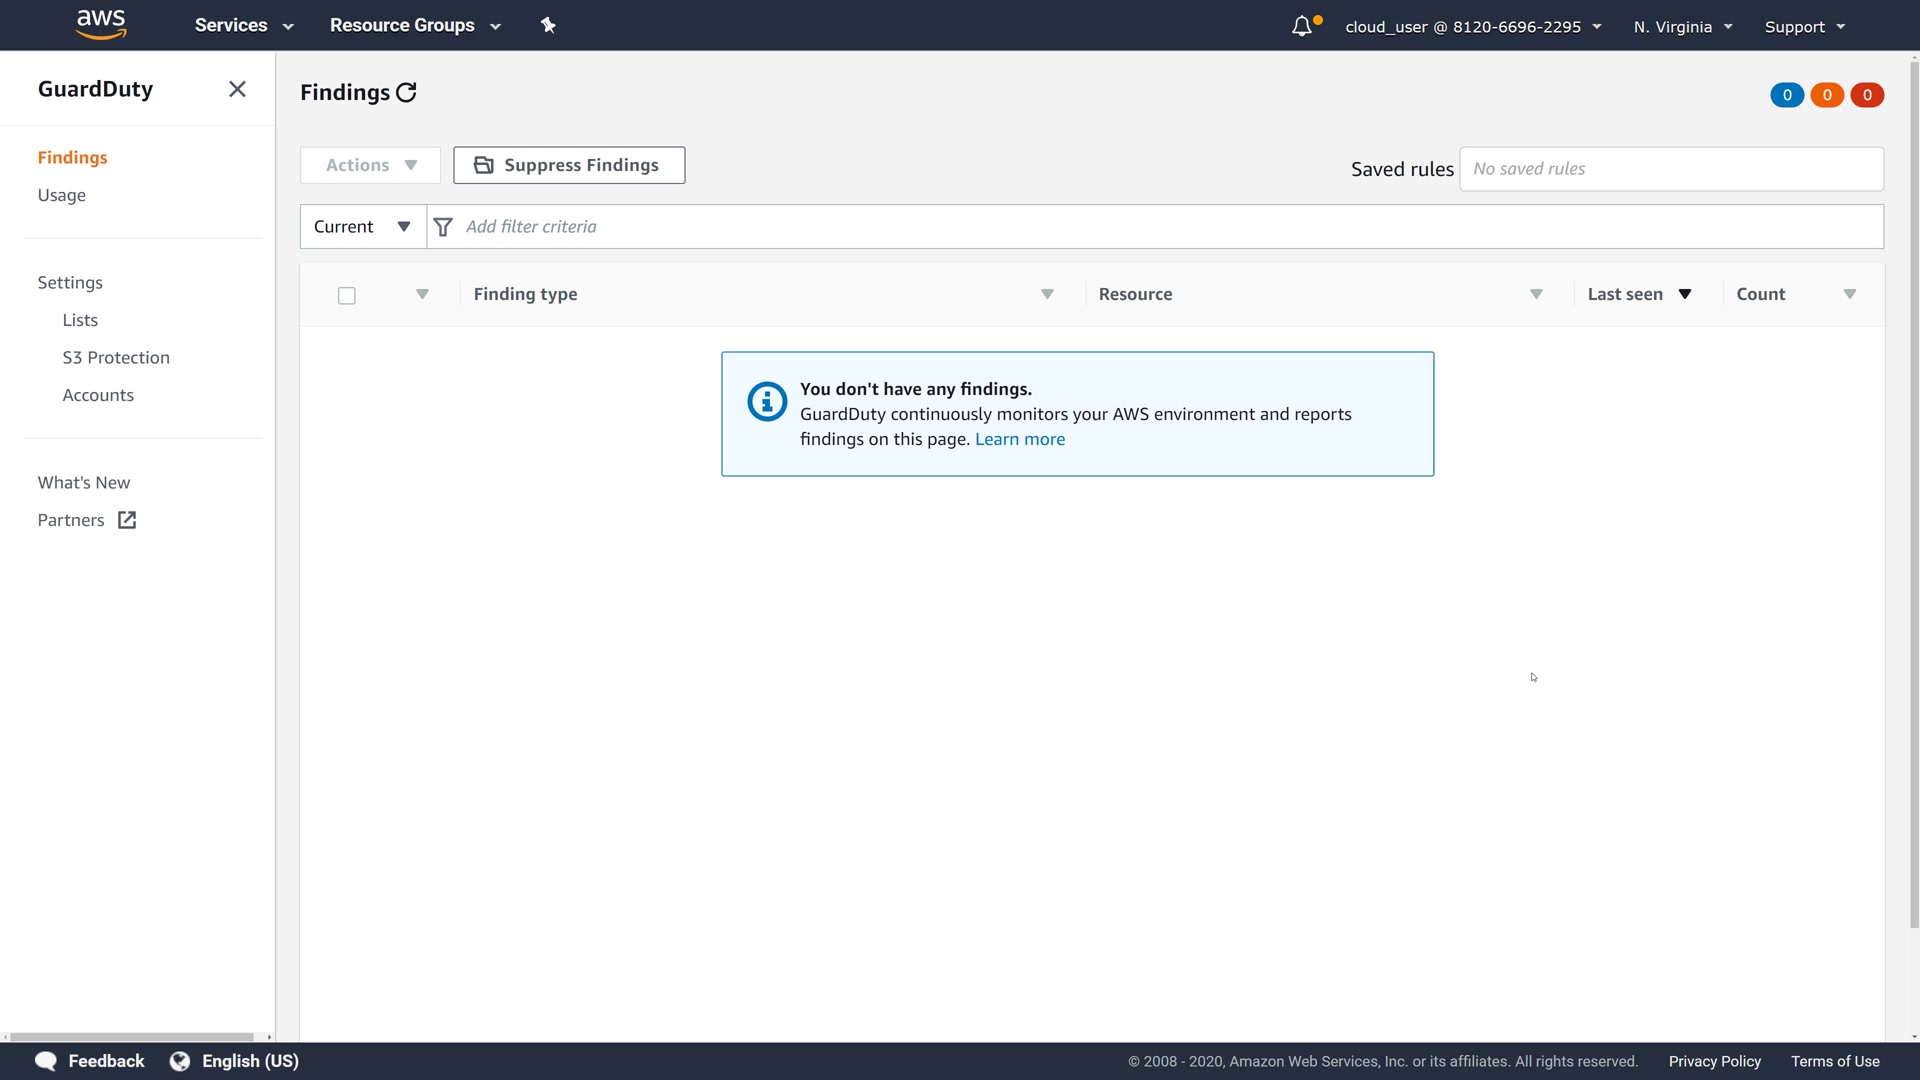 aws Services Resource Groups cloud_user @ 8120-6696-2295 N. Virginia Support
GuardDuty
Findings
Usage
Settings
Lists
S3 Protection
Accounts
What's New
Partners
Findings
0 0 0
Actions Suppress Findings Saved rules No saved rules
Current Add filter criteria
Finding type Resource Last seen Count
You don't have any findings.
GuardDuty continuously monitors your AWS environment and reports
findings on this page. Learn more
Feedback English (US) © 2008 - 2020, Amazon Web Services, Inc. or its affiliates. All rights reserved. Privacy Policy Terms of Use